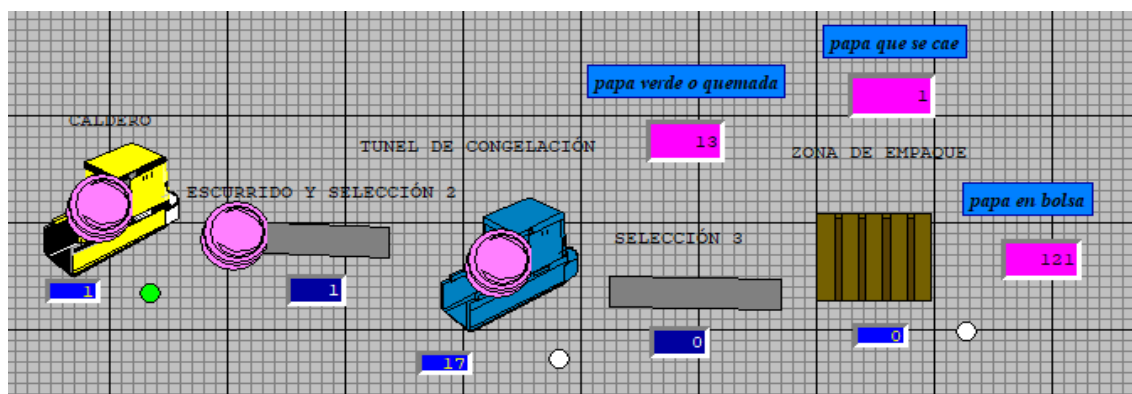 papa que se cae
papa verde o quemada
1
CALDERO
13
TUNEL DE CONGELACIÓN
ZONA DE EMPAQUE
ESCURRIDO Y SELECCIÓN 2
papa en bolsa
SELECCIÓN 3
121
1
1
0
0
17